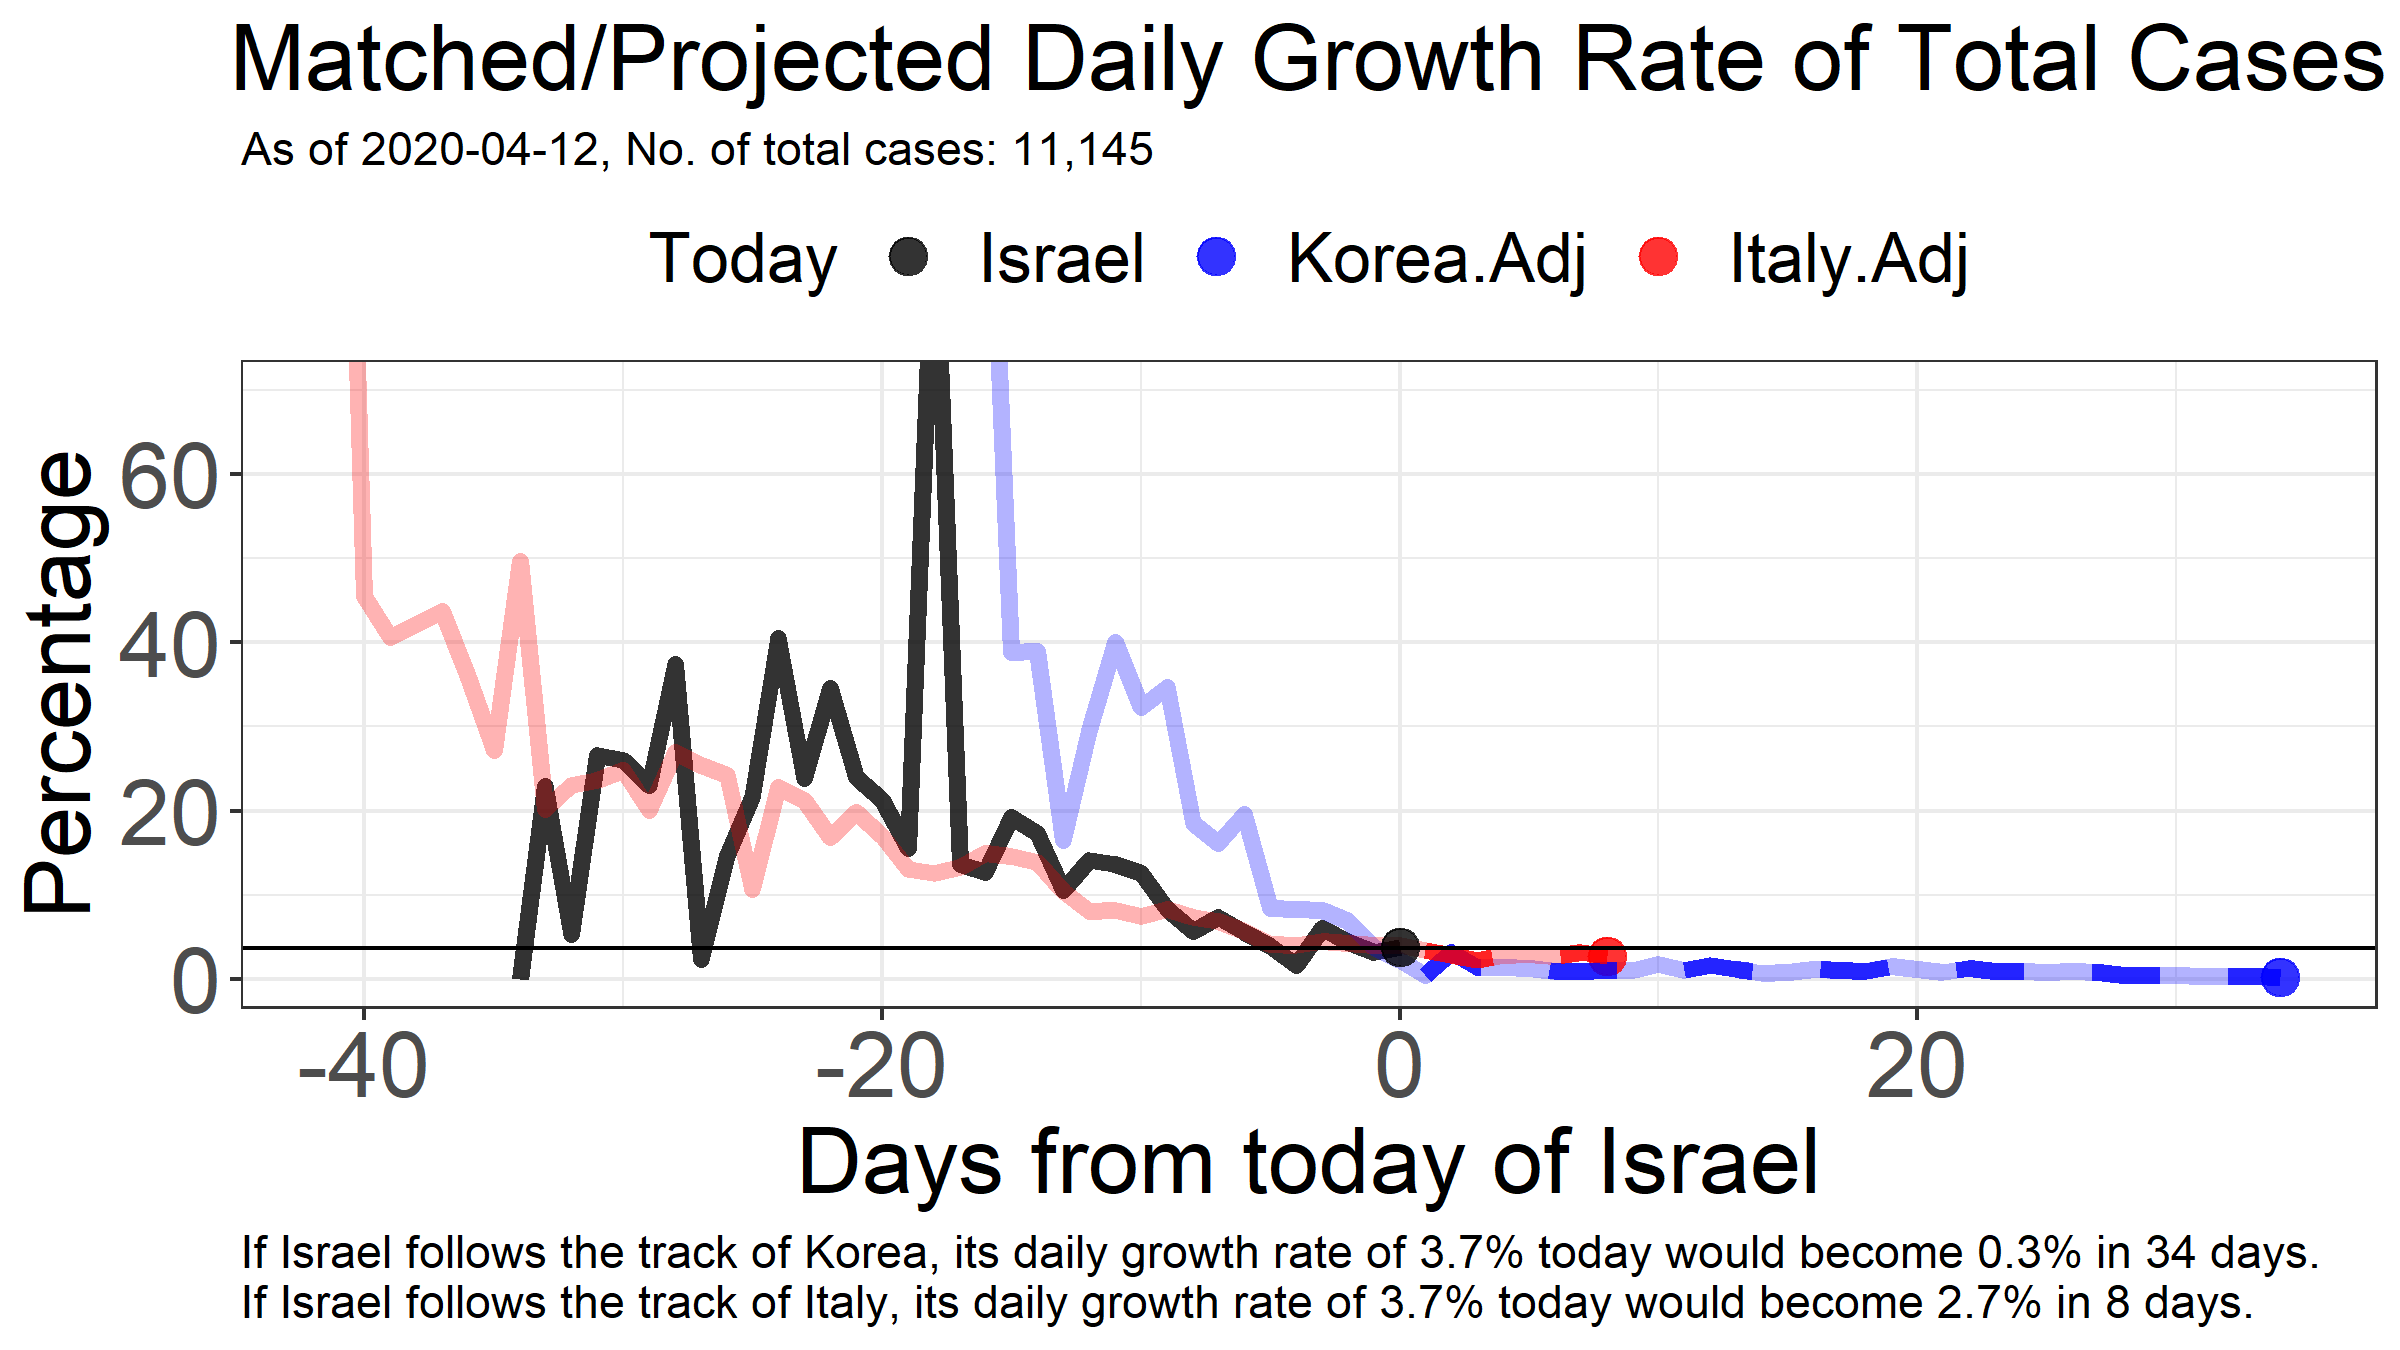 Matched/Projected Daily Growth Rate of Total Cases
As of 2020-04-12, No. of total cases: 11,145
Today Israel Korea.Adj Italy.Adj
Percentage
60
40
20
0
-40 -20 0 20
Days from today of Israel
If Israel follows the track of Korea, its daily growth rate of 3.7% today would become 0.3% in 34 days.
If Israel follows the track of Italy, its daily growth rate of 3.7% today would become 2.7% in 8 days.